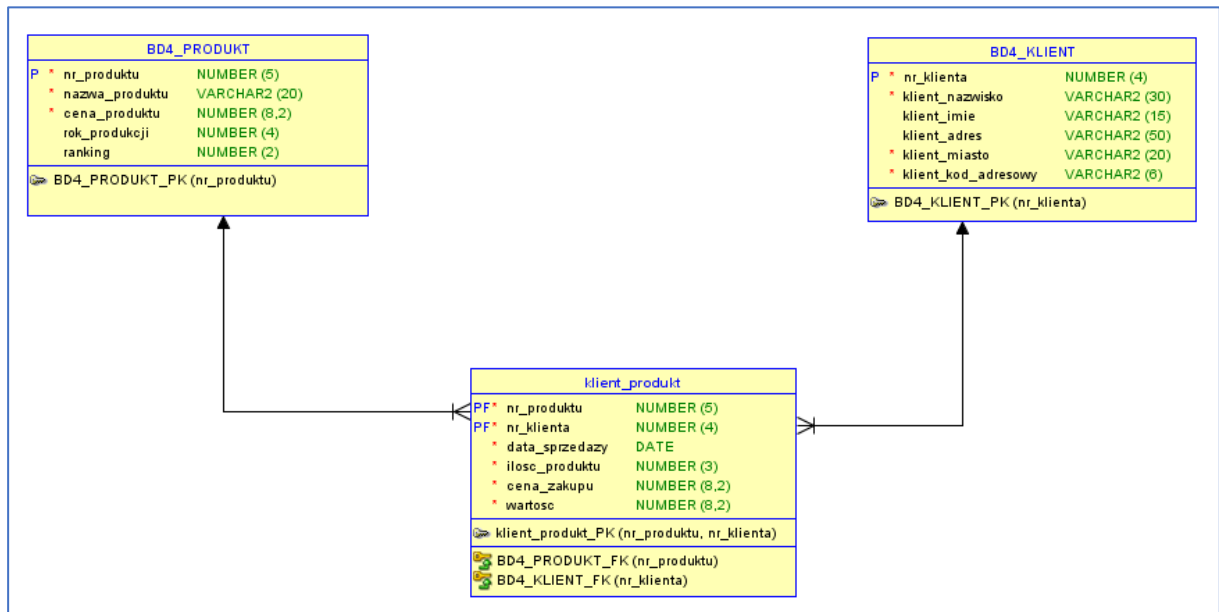 BD4_PRODUKT
P * nr_produktu NUMBER (5)
* nazwa_produktu VARCHAR2 (20)
* cena_produktu NUMBER (8,2)
rok_produkcji NUMBER (4)
ranking NUMBER (2)
BD4_PRODUKT_PK (nr_produktu)
BD4_KLIENT
P * nr_klienta NUMBER (4)
* klient_nazwisko VARCHAR2 (30)
klient_imie VARCHAR2 (15)
klient_adres VARCHAR2 (50)
* klient_miasto VARCHAR2 (20)
* klient_kod_adresowy VARCHAR2 (6)
BD4_KLIENT_PK (nr_klienta)
klient_produkt
PF* nr_produktu NUMBER (5)
PF* nr_klienta NUMBER (4)
* data_sprzedazy DATE
* ilosc_produktu NUMBER (3)
* cena_zakupu NUMBER (8,2)
* wartosc NUMBER (8,2)
klient_produkt_PK (nr_produktu, nr_klienta)
BD4_PRODUKT_FK (nr_produktu)
BD4_KLIENT_FK (nr_klienta)